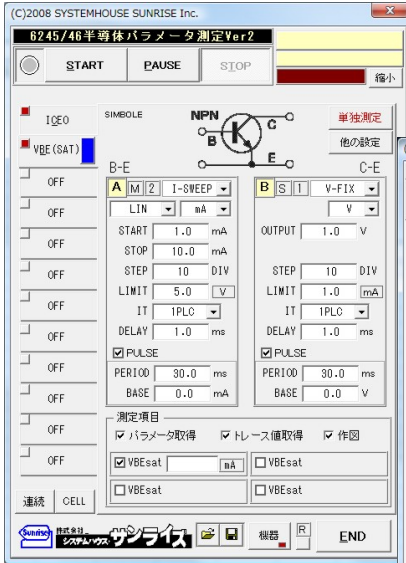 (C)2008 SYSTEMHOUSE SUNRISE Inc.
6245/46半導体パラメータ測定Ver2
START PAUSE STOP
縮小
ICEO
VBE(SAT)
OFF
OFF
OFF
OFF
OFF
OFF
OFF
OFF
OFF
OFF
連続 CELL
SIMBOLE NPN
B C E
単独測定
他の設定
B-E
A M 2 I-SWEEP
LIN mA
START 1.0 mA
STOP 10.0 mA
STEP 10 DIV
LIMIT 5.0 V
IT 1PLC
DELAY 1.0 ms
PULSE
PERIOD 30.0 ms
BASE 0.0 mA
C-E
B S 1 V-FIX
V
OUTPUT 1.0 V
STEP 10 DIV
LIMIT 1.0 mA
IT 1PLC
DELAY 1.0 ms
PULSE
PERIOD 30.0 ms
BASE 0.0 V
測定項目
パラメータ取得 トレース値取得 作図
VBEsat mA VBEsat
VBEsat VBEsat
Sunrise 株式会社 システムハウス サンライズ 機器 R END